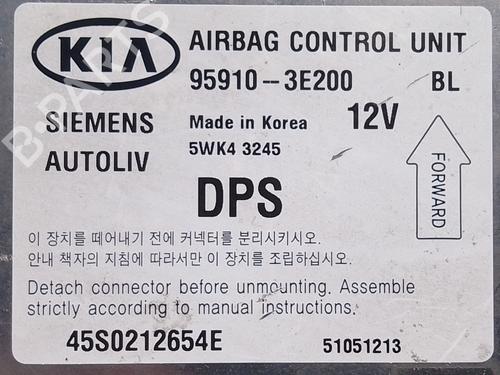 KIA
AIRBAG CONTROL UNIT
95910-3E200 BL
SIEMENS
AUTOLIV
Made in Korea
5WK4 3245
12V
FORWARD
DPS
이 장치를 떼어내기 전에 커넥터를 분리시키시오.
안내 책자의 지침에 따라서만 이 장치를 조립하십시오.
Detach connector before unmounting. Assemble
strictly according to manual instructions.
45S0212654E 51051213
B-PARTS